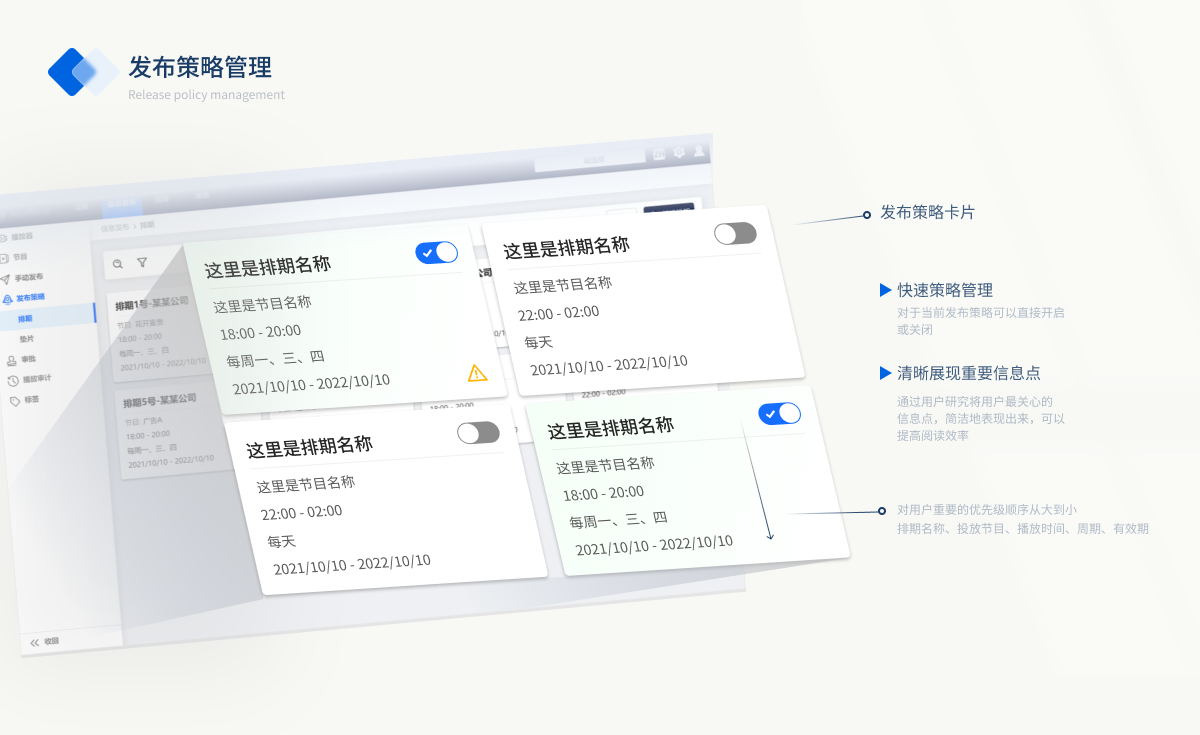 发布策略管理
Release policy management
播放器
节目
手动发布
发布策略
排期
垫片
审批
播放审计
标签
收回
信息发布 > 排期
排期1号-某某公司
节目: 花开富贵
18:00 - 20:00
每周一、三、四
2021/10/10 - 2022/10/10
排期5号-某某公司
节目: 广告A
18:00 - 20:00
每周一、三、四
2021/10/10 - 2022/10/10
这里是排期名称
这里是节目名称
18:00 - 20:00
每周一、三、四
2021/10/10 - 2022/10/10
这里是排期名称
这里是节目名称
22:00 - 02:00
每天
2021/10/10 - 2022/10/10
18:00 - 20:00
22:00 - 02:00
这里是排期名称
这里是节目名称
22:00 - 02:00
每天
2021/10/10 - 2022/10/10
这里是排期名称
这里是节目名称
18:00 - 20:00
每周一、三、四
2021/10/10 - 2022/10/10
发布策略卡片
快速策略管理
对于当前发布策略可以直接开启
或关闭
清晰展现重要信息点
通过用户研究将用户最关心的
信息点，简洁地表现出来，可以
提高阅读效率
对用户重要的优先级顺序从大到小
排期名称、投放节目、播放时间、周期、有效期